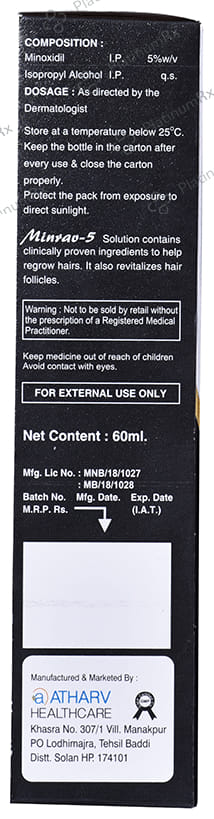 COMPOSITION :
Minoxidil I.P. 5%w/v
Isopropyl Alcohol I.P. q.s.
DOSAGE : As directed by the
Dermatologist
Store at a temperature below 25°C.
Keep the bottle in the carton after
every use & close the carton
properly.
Protect the pack from exposure to
direct sunlight.
Minrav-5 Solution contains
clinically proven ingredients to help
regrow hairs. It also revitalizes hair
follicles.
Warning : Not to be sold by retail without
the prescription of a Registered Medical
Practitioner.
Keep medicine out of reach of children
Avoid contact with eyes.
FOR EXTERNAL USE ONLY
Net Content : 60ml.
Mfg. Lic No. : MNB/18/1027
: MB/18/1028
Batch No. Mfg. Date. Exp. Date
M.R.P. Rs. (I.A.T.)
Manufactured & Marketed By :
ATHARV
HEALTHCARE
Khasra No. 307/1 Vill. Manakpur
PO Lodhimajra, Tehsil Baddi
Distt. Solan HP. 174101